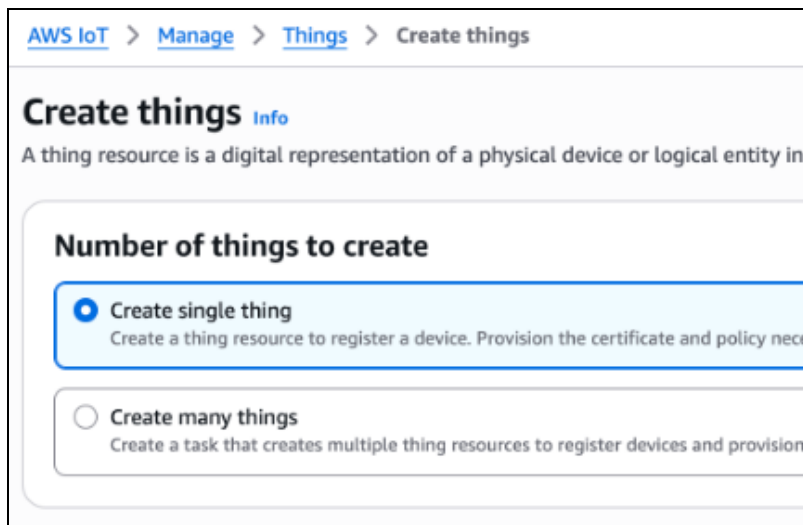 AWS IoT > Manage > Things > Create things
Create things Info
A thing resource is a digital representation of a physical device or logical entity in
Number of things to create
Create single thing
Create a thing resource to register a device. Provision the certificate and policy nec
Create many things
Create a task that creates multiple thing resources to register devices and provision